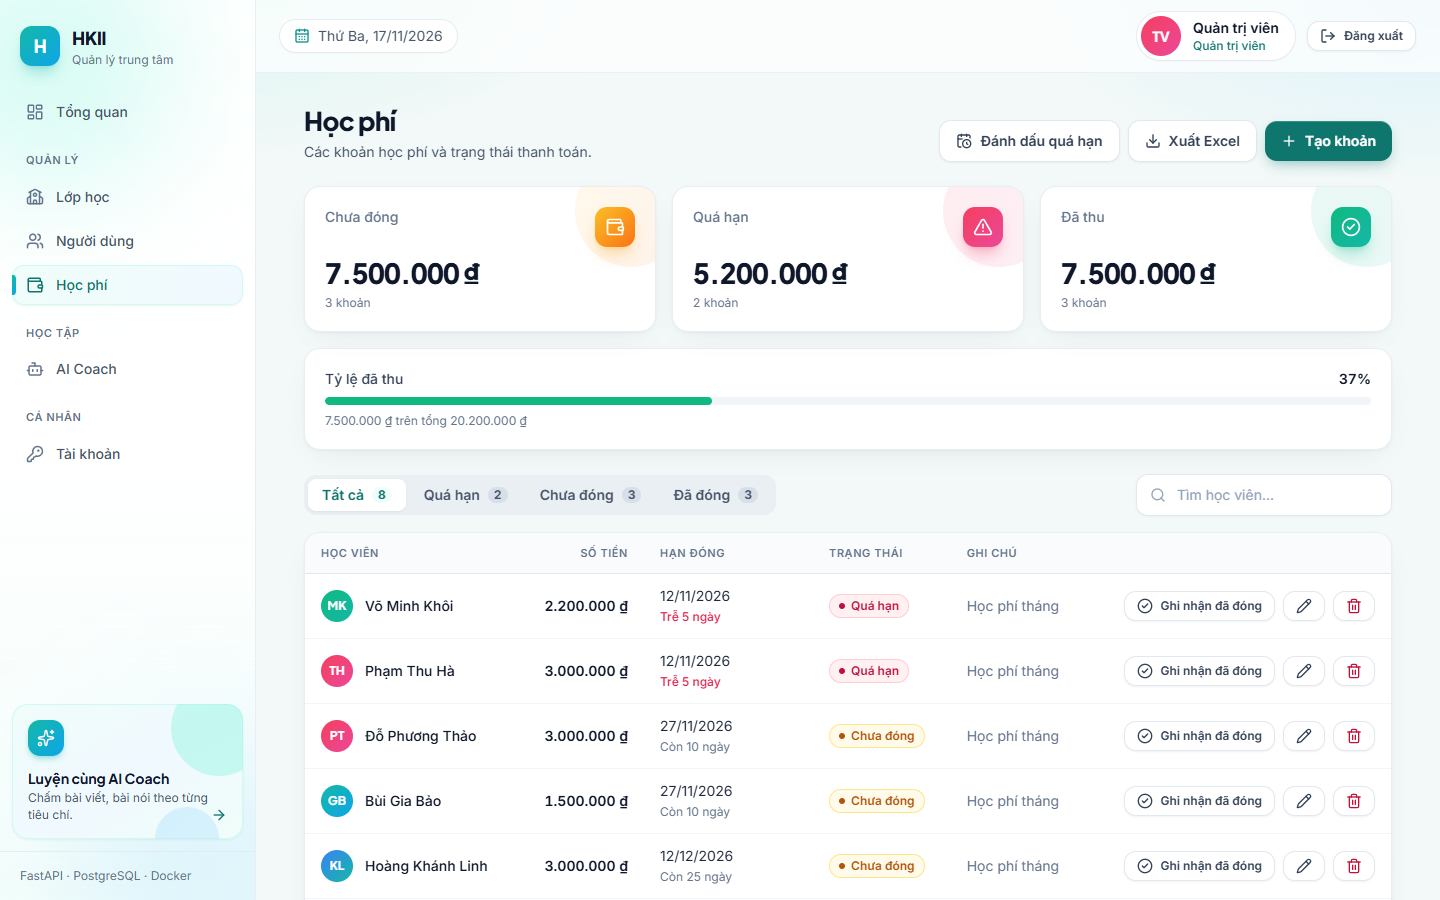 H
HKII
Quản lý trung tâm
Tổng quan
QUẢN LÝ
Lớp học
Người dùng
Học phí
HỌC TẬP
AI Coach
CÁ NHÂN
Tài khoản
Luyện cùng AI Coach
Chấm bài viết, bài nói theo từng
tiêu chí.
FastAPI · PostgreSQL · Docker
Thứ Ba, 17/11/2026
TV
Quản trị viên
Quản trị viên
Đăng xuất
Học phí
Các khoản học phí và trạng thái thanh toán.
Đánh dấu quá hạn
Xuất Excel
Tạo khoản
Chưa đóng
7.500.000 ₫
3 khoản
Quá hạn
5.200.000 ₫
2 khoản
Đã thu
7.500.000 ₫
3 khoản
Tỷ lệ đã thu 37%
7.500.000 ₫ trên tổng 20.200.000 ₫
Tất cả 8 Quá hạn 2 Chưa đóng 3 Đã đóng 3
Tìm học viên...
HỌC VIÊN SỐ TIỀN HẠN ĐÓNG TRẠNG THÁI GHI CHÚ
MK Võ Minh Khôi 2.200.000 ₫ 12/11/2026 Quá hạn Học phí tháng Ghi nhận đã đóng
Trễ 5 ngày
TH Phạm Thu Hà 3.000.000 ₫ 12/11/2026 Quá hạn Học phí tháng Ghi nhận đã đóng
Trễ 5 ngày
PT Đỗ Phương Thảo 3.000.000 ₫ 27/11/2026 Chưa đóng Học phí tháng Ghi nhận đã đóng
Còn 10 ngày
GB Bùi Gia Bảo 1.500.000 ₫ 27/11/2026 Chưa đóng Học phí tháng Ghi nhận đã đóng
Còn 10 ngày
KL Hoàng Khánh Linh 3.000.000 ₫ 12/12/2026 Chưa đóng Học phí tháng Ghi nhận đã đóng
Còn 25 ngày